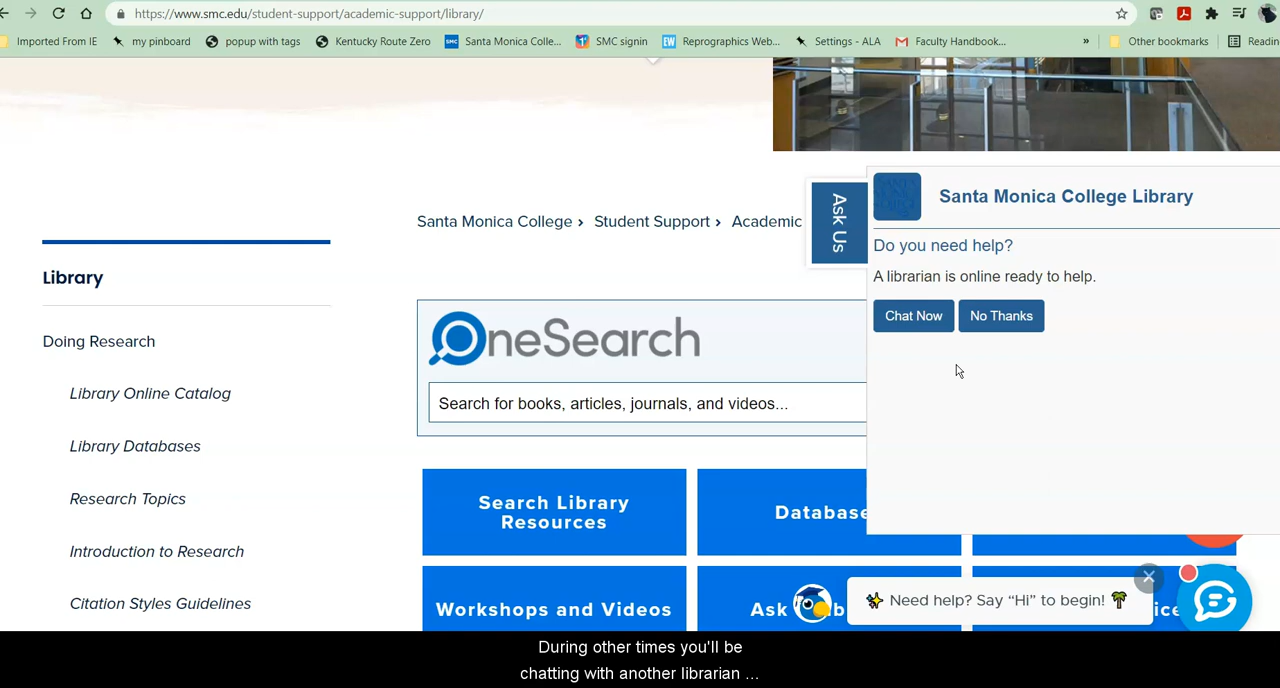 https://www.smc.edu/student-support/academic-support/library/
Imported From IE
my pinboard
popup with tags
Kentucky Route Zero
SMC
Santa Monica Colle...
SMC signin
EW
Reprographics Web...
Settings - ALA
Faculty Handbook...
»
Other bookmarks
Readin
Santa Monica College › Student Support › Academic
Ask Us
Santa Monica College Library
Do you need help?
A librarian is online ready to help.
Chat Now
No Thanks
Library
Doing Research
Library Online Catalog
Library Databases
Research Topics
Introduction to Research
Citation Styles Guidelines
OneSearch
Search for books, articles, journals, and videos...
Search Library
Resources
Database
Workshops and Videos
Ask
✨ Need help? Say “Hi” to begin! 🌴
During other times you'll be
chatting with another librarian ...